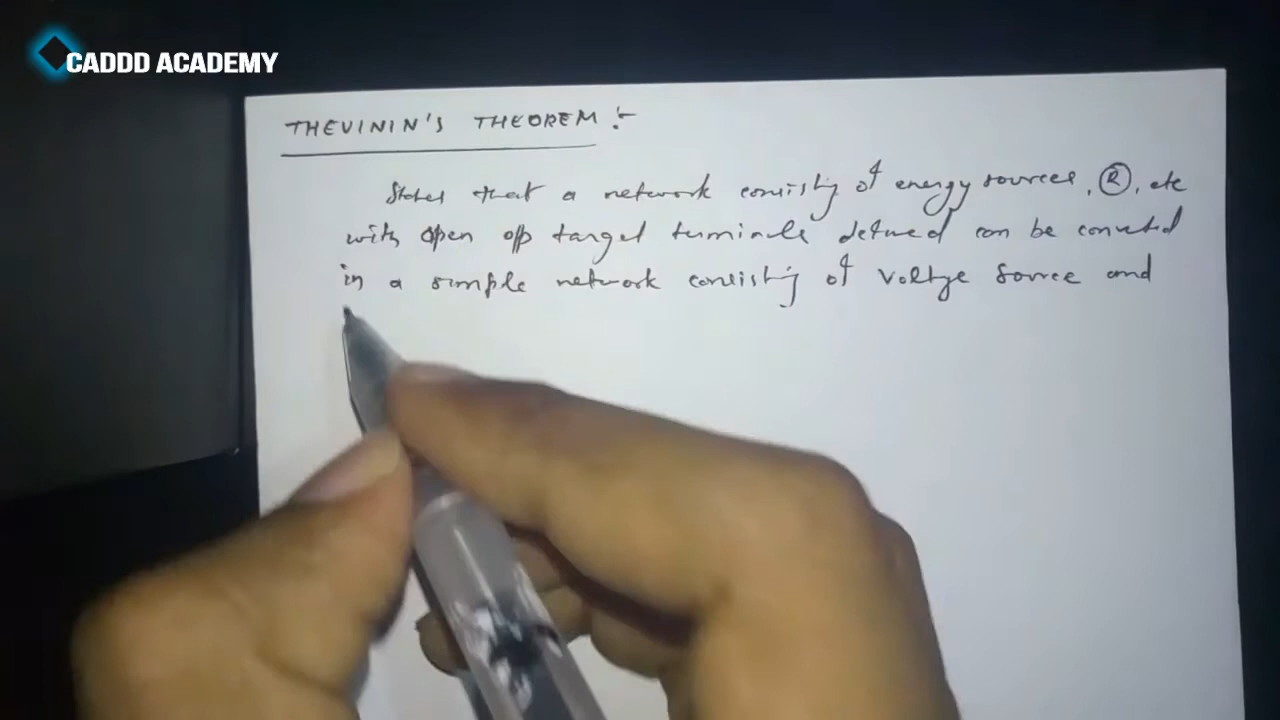 CADDD ACADEMY
THEVININ'S THEOREM :-
States that a network consisting of energy sources, R, etc
with open o/p target terminals defined can be converted
in a simple network consisting of voltage source and